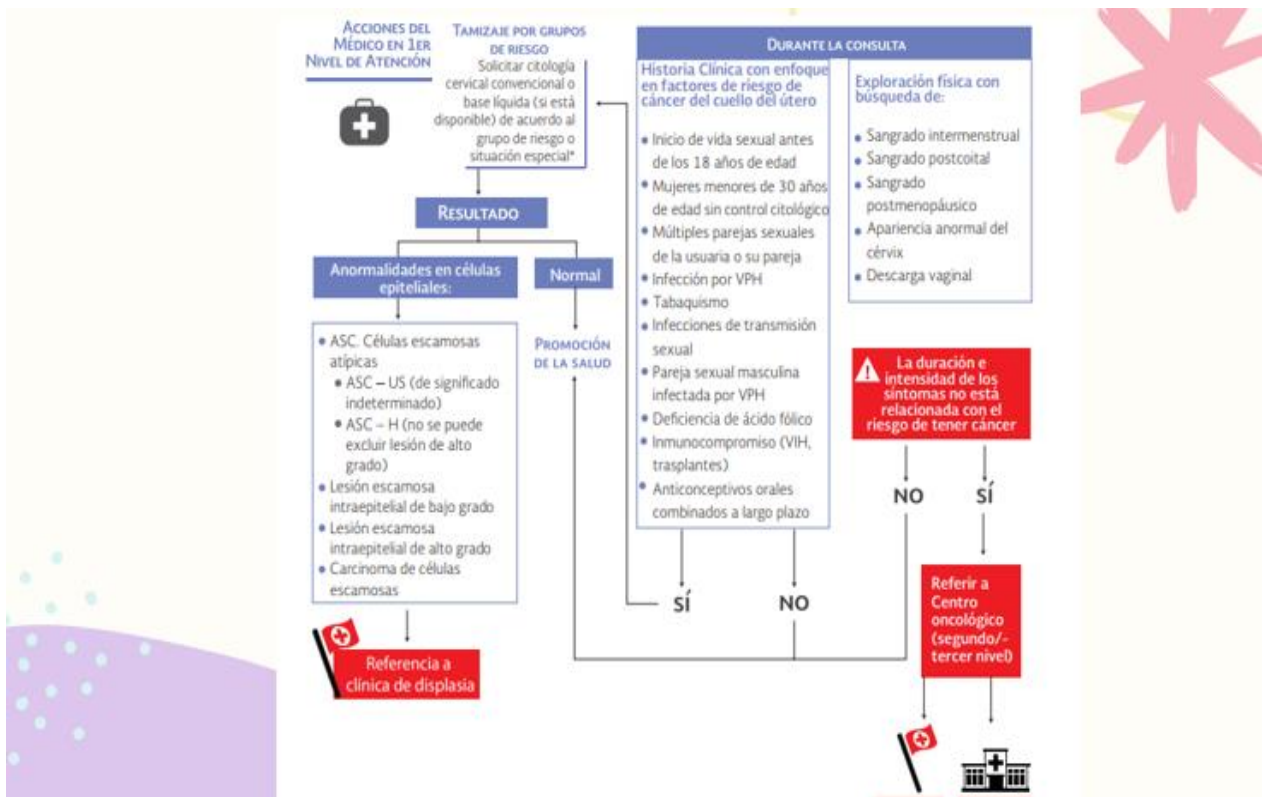 ACCIONES DEL
MÉDICO EN 1ER
NIVEL DE ATENCIÓN
TAMIZAJE POR GRUPOS
DE RIESGO
Solicitar citología
cervical convencional o
base líquida (si está
disponible) de acuerdo al
grupo de riesgo o
situación especial*
RESULTADO
Anormalidades en células
epiteliales:
Normal
ASC. Células escamosas
atípicas
ASC – US (de significado
indeterminado)
ASC – H (no se puede
excluir lesión de alto
grado)
Lesión escamosa
intraepitelial de bajo grado
Lesión escamosa
intraepitelial de alto grado
Carcinoma de células
escamosas
Referencia a
clínica de displasia
PROMOCIÓN
DE LA SALUD
DURANTE LA CONSULTA
Historia Clínica con enfoque
en factores de riesgo de
cáncer del cuello del útero
Inicio de vida sexual antes
de los 18 años de edad
Mujeres menores de 30 años
de edad sin control citológico
Múltiples parejas sexuales
de la usuaria o su pareja
Infección por VPH
Tabaquismo
Infecciones de transmisión
sexual
Pareja sexual masculina
infectada por VPH
Deficiencia de ácido fólico
Inmunocompromiso (VIH,
trasplantes)
Anticonceptivos orales
combinados a largo plazo
SÍ
NO
Exploración física con
búsqueda de:
Sangrado intermenstrual
Sangrado postcoital
Sangrado
postmenopáusico
Apariencia anormal del
cérvix
Descarga vaginal
La duración e
intensidad de los
síntomas no está
relacionada con el
riesgo de tener cáncer
NO
SÍ
Referir a
Centro
oncológico
(segundo/-
tercer nivel)